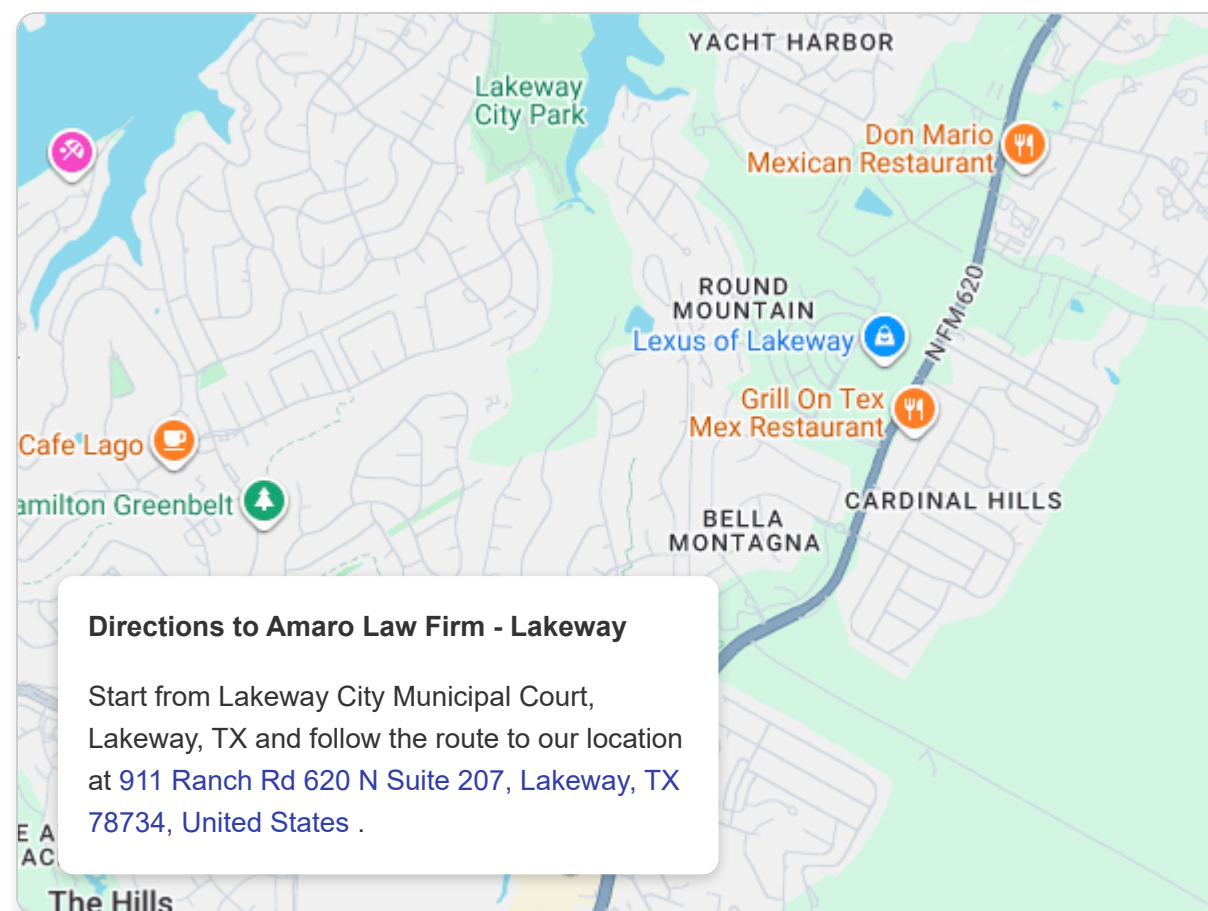 YACHT HARBOR
Lakeway
City Park
Don Mario
Mexican Restaurant
N FM 620
ROUND
MOUNTAIN
Lexus of Lakeway
Grill On Tex
Mex Restaurant
Cafe Lago
amilton Greenbelt
CARDINAL HILLS
BELLA
MONTAGNA
Directions to Amaro Law Firm - Lakeway
Start from Lakeway City Municipal Court,
Lakeway, TX and follow the route to our location
at 911 Ranch Rd 620 N Suite 207, Lakeway, TX
78734, United States .
E A
AC
The Hills